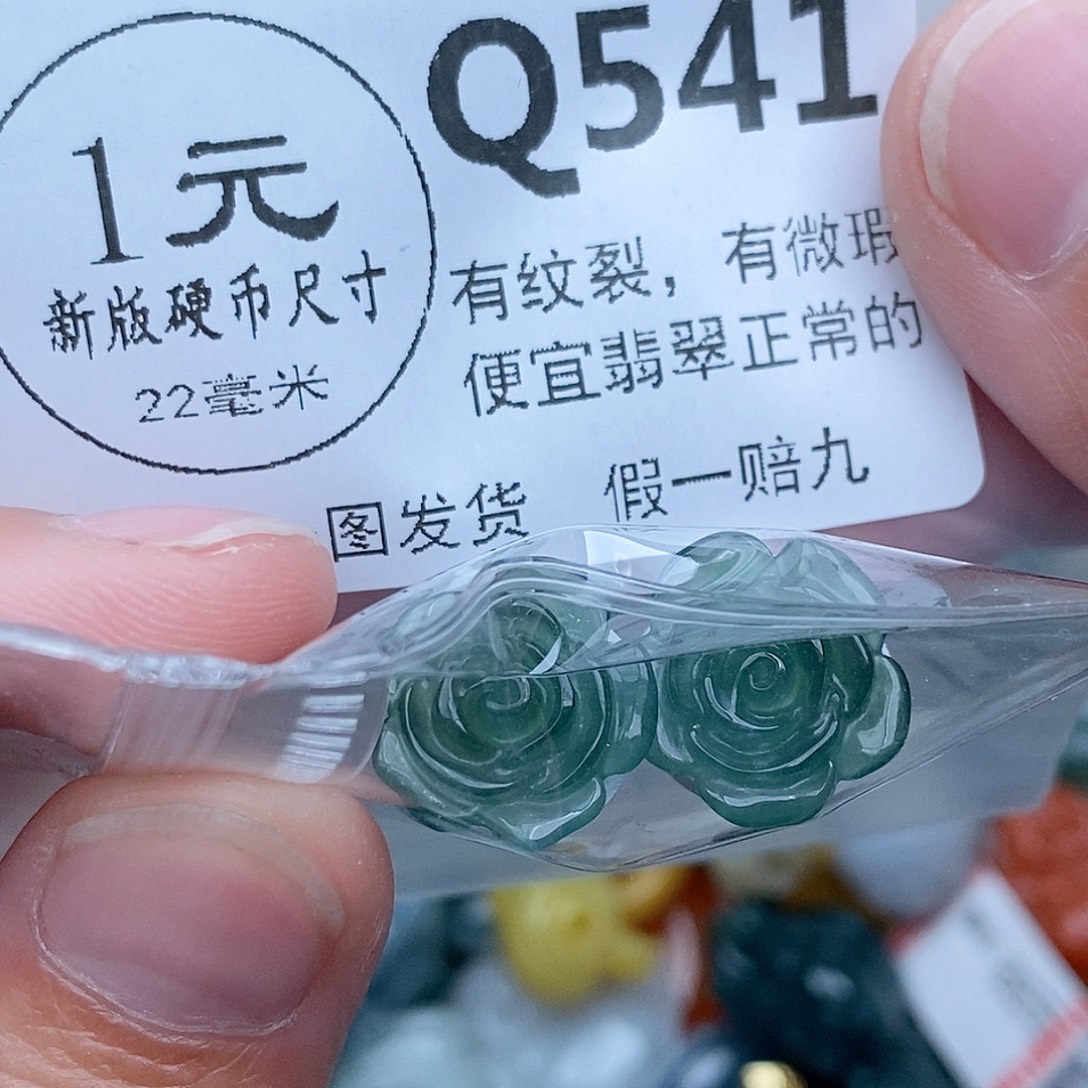 Q541
1元
新版硬币尺寸
22毫米
有纹裂，有微瑕
便宜翡翠正常的
图发货 假一赔九